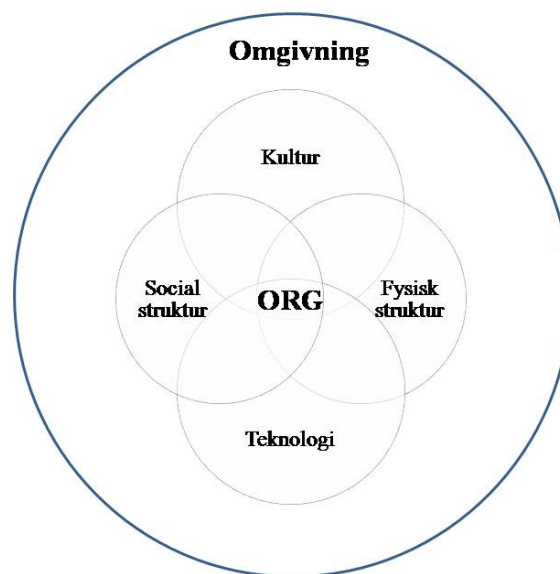 Omgivning
Kultur
Social
struktur
ORG
Fysisk
struktur
Teknologi